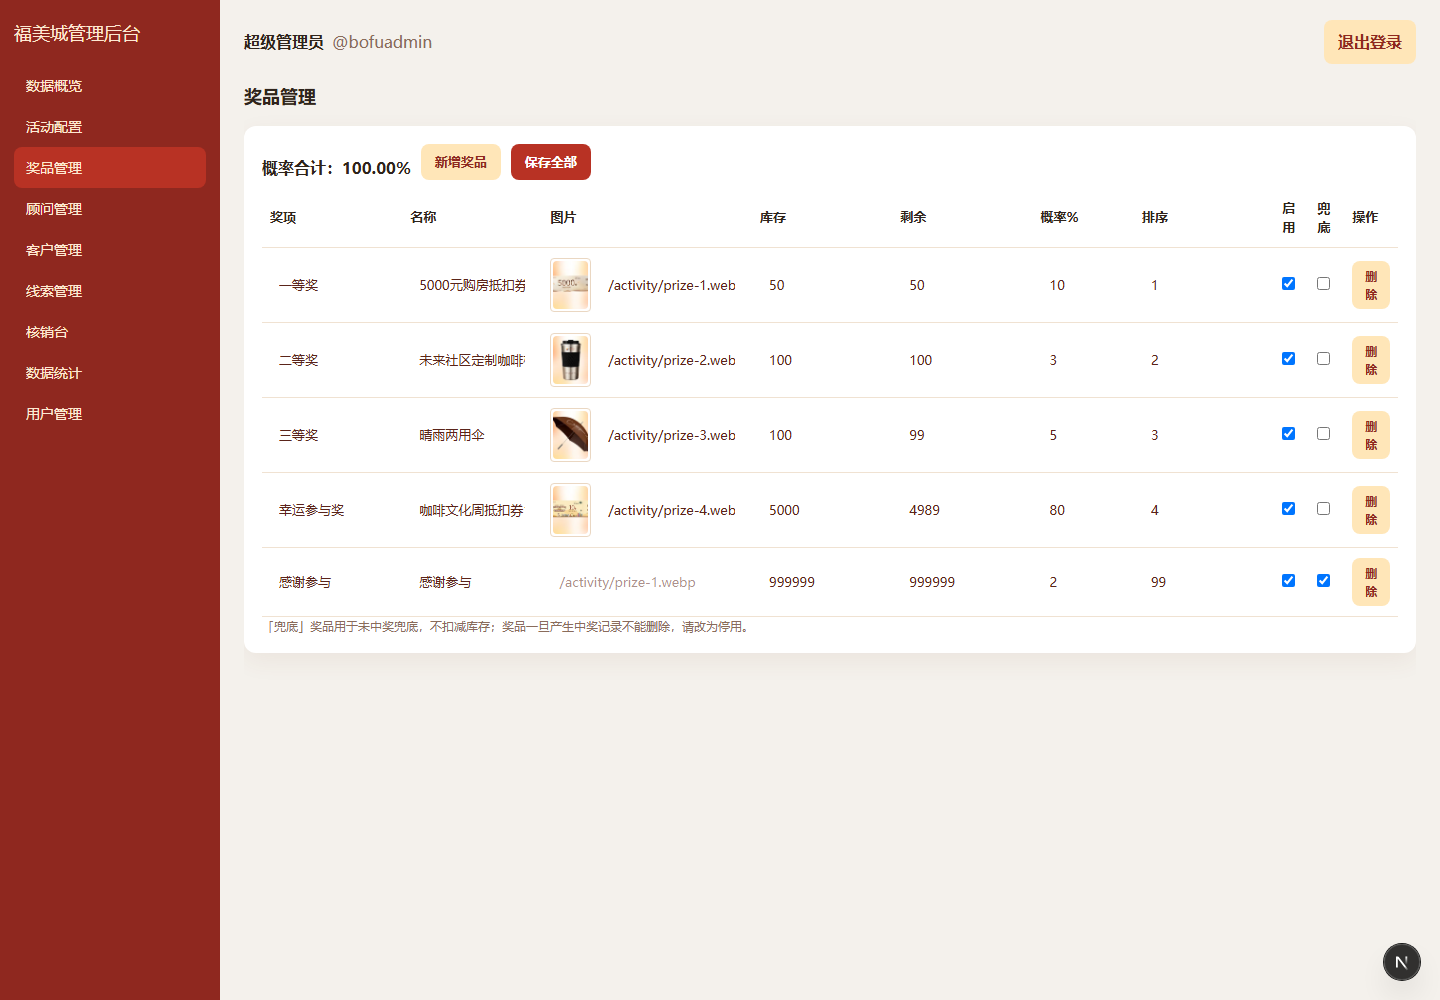 福美城管理后台
数据概览
活动配置
奖品管理
顾问管理
客户管理
线索管理
核销台
数据统计
用户管理
超级管理员 @bofuadmin
退出登录
奖品管理
概率合计：100.00% 新增奖品 保存全部
奖项 名称 图片 库存 剩余 概率% 排序 启用 兜底 操作
一等奖 5000元购房抵扣券 /activity/prize-1.web 50 50 10 1 删除
二等奖 未来社区定制咖啡 /activity/prize-2.web 100 100 3 2 删除
三等奖 晴雨两用伞 /activity/prize-3.web 100 99 5 3 删除
幸运参与奖 咖啡文化周抵扣券 /activity/prize-4.web 5000 4989 80 4 删除
感谢参与 感谢参与 /activity/prize-1.webp 999999 999999 2 99 删除
「兜底」奖品用于未中奖兜底，不扣减库存；奖品一旦产生中奖记录不能删除，请改为停用。
N